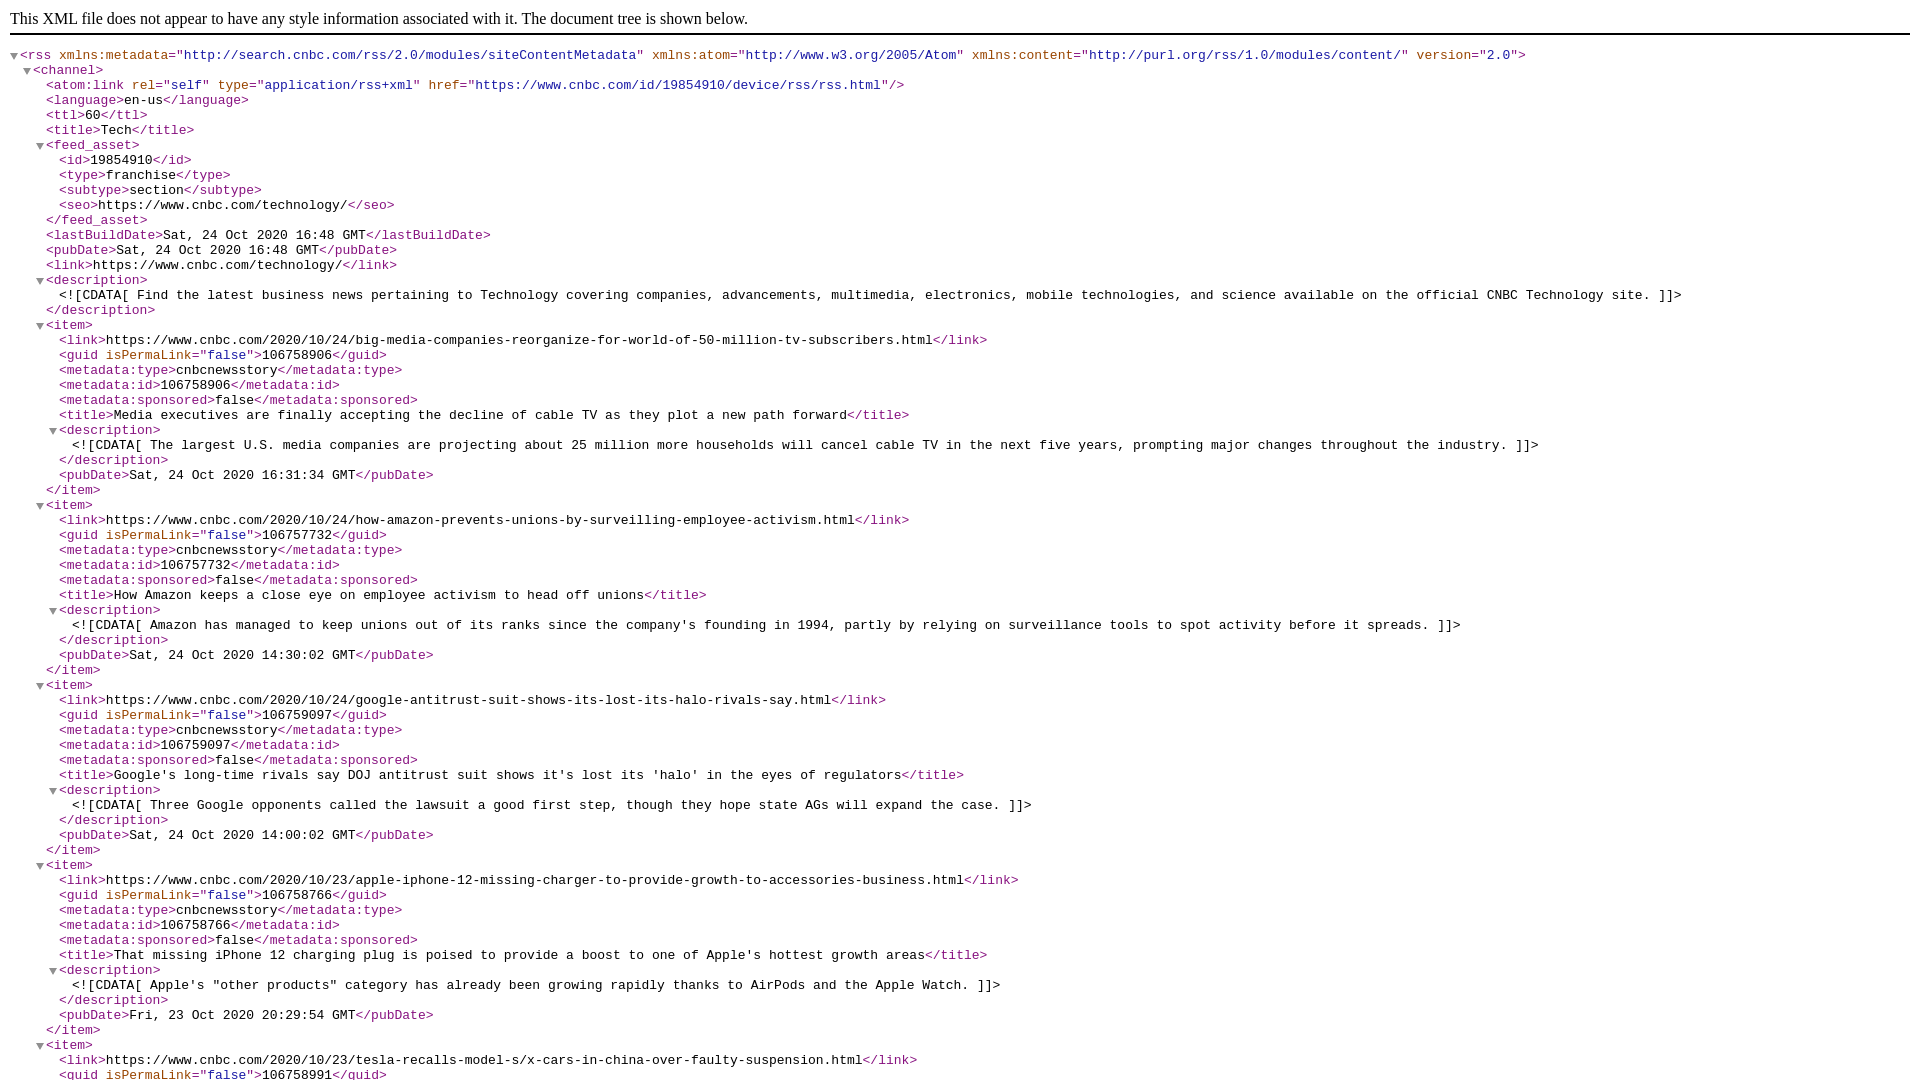 This XML file does not appear to have any style information associated with it. The document tree is shown below.
<rss xmlns:metadata="http://search.cnbc.com/rss/2.0/modules/siteContentMetadata" xmlns:atom="http://www.w3.org/2005/Atom" xmlns:content="http://purl.org/rss/1.0/modules/content/" version="2.0">
<channel>
<atom:link rel="self" type="application/rss+xml" href="https://www.cnbc.com/id/19854910/device/rss/rss.html"/>
<language>en-us</language>
<ttl>60</ttl>
<title>Tech</title>
<feed_asset>
<id>19854910</id>
<type>franchise</type>
<subtype>section</subtype>
<seo>https://www.cnbc.com/technology/</seo>
</feed_asset>
<lastBuildDate>Sat, 24 Oct 2020 16:48 GMT</lastBuildDate>
<pubDate>Sat, 24 Oct 2020 16:48 GMT</pubDate>
<link>https://www.cnbc.com/technology/</link>
<description>
<![CDATA[ Find the latest business news pertaining to Technology covering companies, advancements, multimedia, electronics, mobile technologies, and science available on the official CNBC Technology site. ]]>
</description>
<item>
<link>https://www.cnbc.com/2020/10/24/big-media-companies-reorganize-for-world-of-50-million-tv-subscribers.html</link>
<guid isPermaLink="false">106758906</guid>
<metadata:type>cnbcnewsstory</metadata:type>
<metadata:id>106758906</metadata:id>
<metadata:sponsored>false</metadata:sponsored>
<title>Media executives are finally accepting the decline of cable TV as they plot a new path forward</title>
<description>
<![CDATA[ The largest U.S. media companies are projecting about 25 million more households will cancel cable TV in the next five years, prompting major changes throughout the industry. ]]>
</description>
<pubDate>Sat, 24 Oct 2020 16:31:34 GMT</pubDate>
</item>
<item>
<link>https://www.cnbc.com/2020/10/24/how-amazon-prevents-unions-by-surveilling-employee-activism.html</link>
<guid isPermaLink="false">106757732</guid>
<metadata:type>cnbcnewsstory</metadata:type>
<metadata:id>106757732</metadata:id>
<metadata:sponsored>false</metadata:sponsored>
<title>How Amazon keeps a close eye on employee activism to head off unions</title>
<description>
<![CDATA[ Amazon has managed to keep unions out of its ranks since the company's founding in 1994, partly by relying on surveillance tools to spot activity before it spreads. ]]>
</description>
<pubDate>Sat, 24 Oct 2020 14:30:02 GMT</pubDate>
</item>
<item>
<link>https://www.cnbc.com/2020/10/24/google-antitrust-suit-shows-its-lost-its-halo-rivals-say.html</link>
<guid isPermaLink="false">106759097</guid>
<metadata:type>cnbcnewsstory</metadata:type>
<metadata:id>106759097</metadata:id>
<metadata:sponsored>false</metadata:sponsored>
<title>Google's long-time rivals say DOJ antitrust suit shows it's lost its 'halo' in the eyes of regulators</title>
<description>
<![CDATA[ Three Google opponents called the lawsuit a good first step, though they hope state AGs will expand the case. ]]>
</description>
<pubDate>Sat, 24 Oct 2020 14:00:02 GMT</pubDate>
</item>
<item>
<link>https://www.cnbc.com/2020/10/23/apple-iphone-12-missing-charger-to-provide-growth-to-accessories-business.html</link>
<guid isPermaLink="false">106758766</guid>
<metadata:type>cnbcnewsstory</metadata:type>
<metadata:id>106758766</metadata:id>
<metadata:sponsored>false</metadata:sponsored>
<title>That missing iPhone 12 charging plug is poised to provide a boost to one of Apple's hottest growth areas</title>
<description>
<![CDATA[ Apple's "other products" category has already been growing rapidly thanks to AirPods and the Apple Watch. ]]>
</description>
<pubDate>Fri, 23 Oct 2020 20:29:54 GMT</pubDate>
</item>
<item>
<link>https://www.cnbc.com/2020/10/23/tesla-recalls-model-s/x-cars-in-china-over-faulty-suspension.html</link>
<guid isPermaLink="false">106758991</guid>